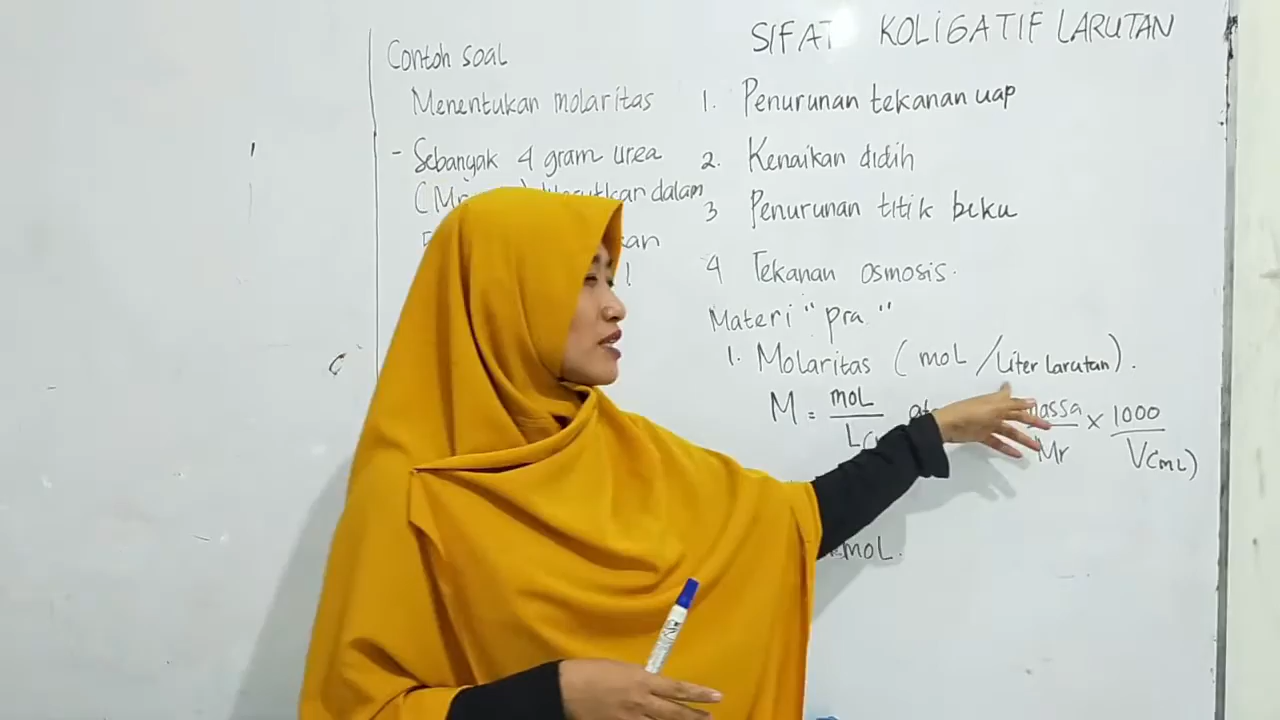 SIFAT KOLIGATIF LARUTAN
Contoh soal
Menentukan molaritas
- Sebanyak 4 gram urea
(Mr dalam
!
1. Penurunan tekanan uap
2. Kenaikan didih
3 Penurunan titik beku
4 Tekanan osmosis.
Materi "pra"
1. Molaritas (moL/Liter larutan).
M = moL / L atau massa / Mr x 1000 / V(mL)
moL.